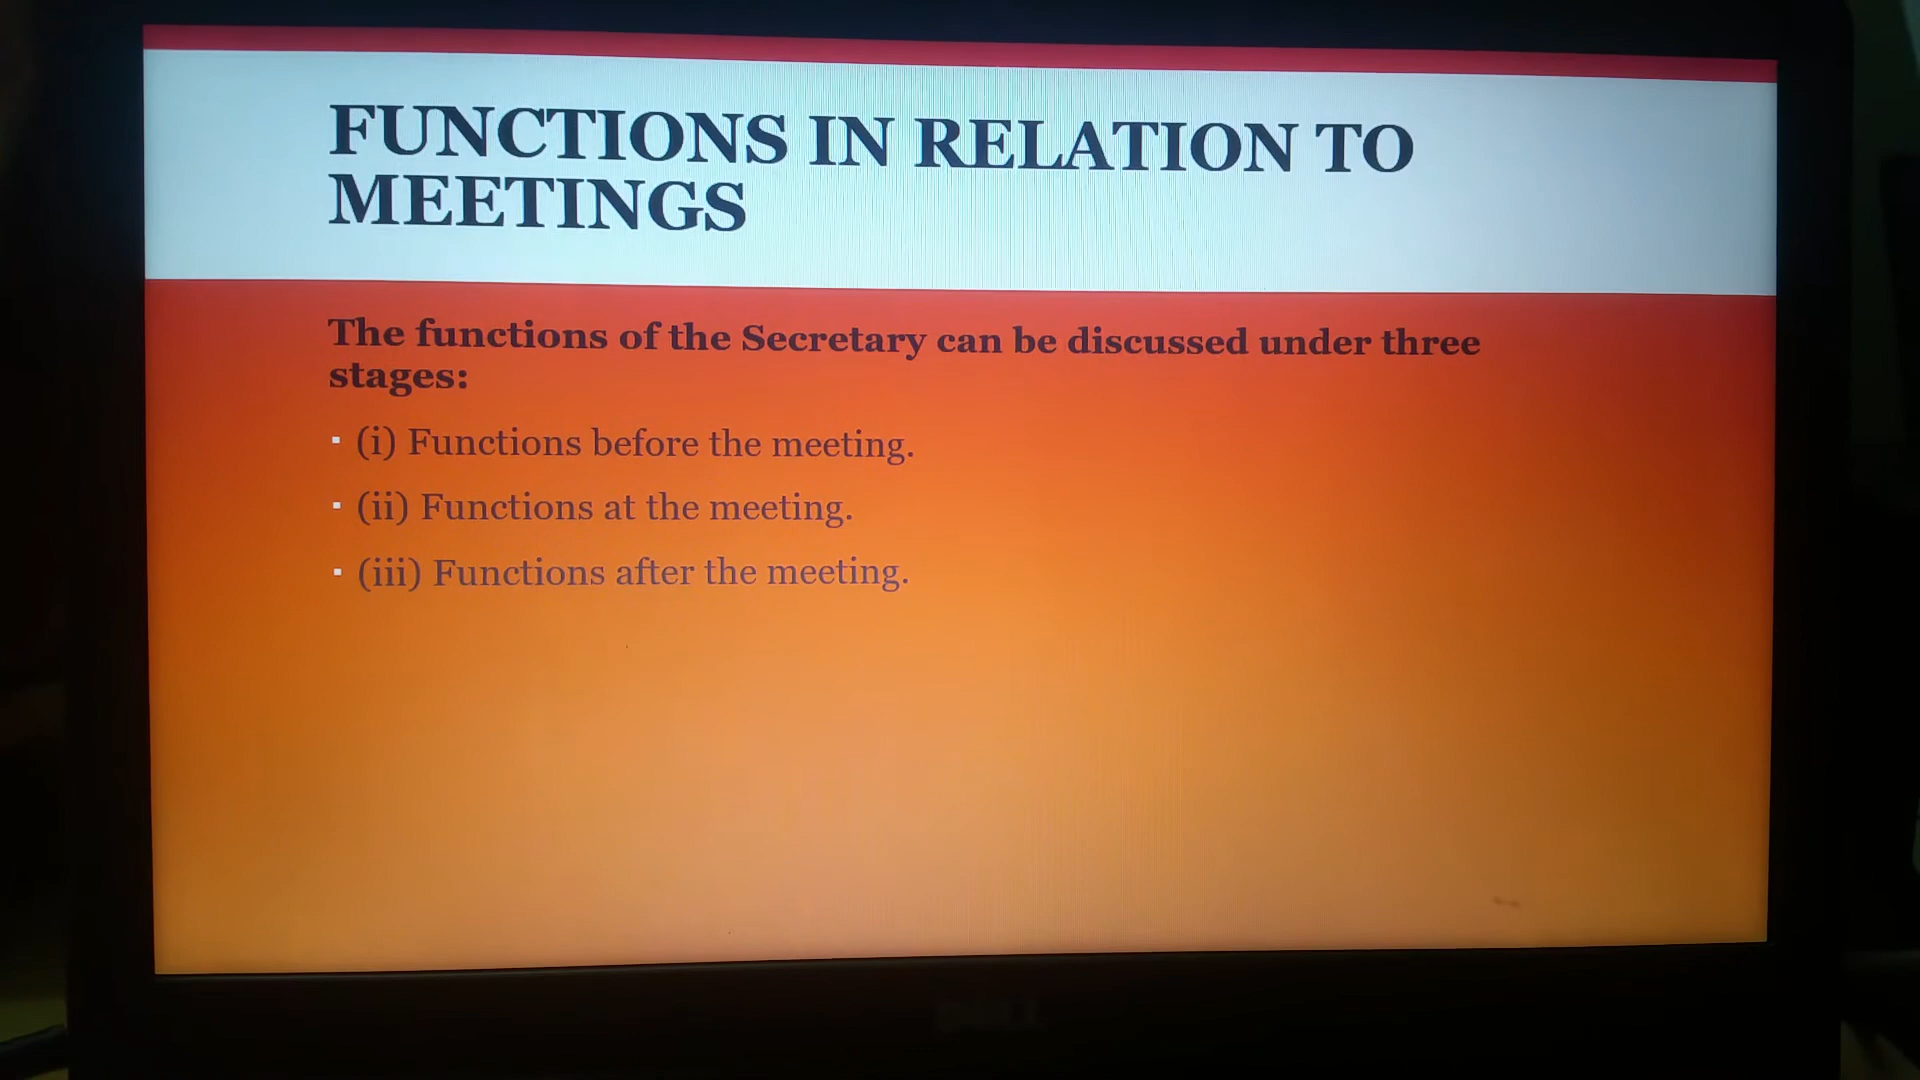 FUNCTIONS IN RELATION TO
MEETINGS
The functions of the Secretary can be discussed under three
stages:
▪ (i) Functions before the meeting.
▪ (ii) Functions at the meeting.
▪ (iii) Functions after the meeting.